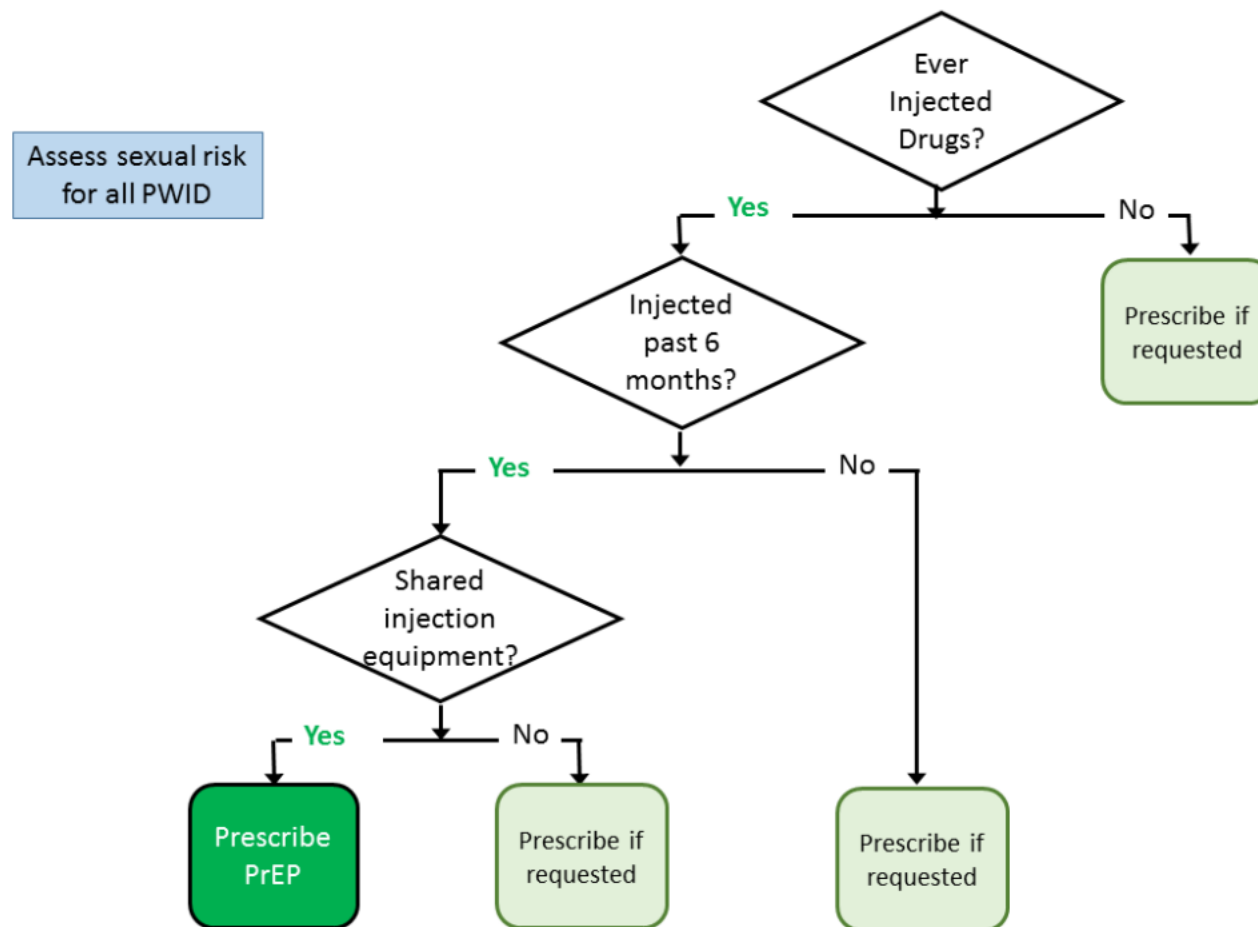 Ever
Injected
Drugs?
Assess sexual risk
for all PWID
Yes
No
Injected
past 6
months?
Prescribe if
requested
Yes
No
Shared
injection
equipment?
Yes
No
Prescribe
PrEP
Prescribe if
requested
Prescribe if
requested